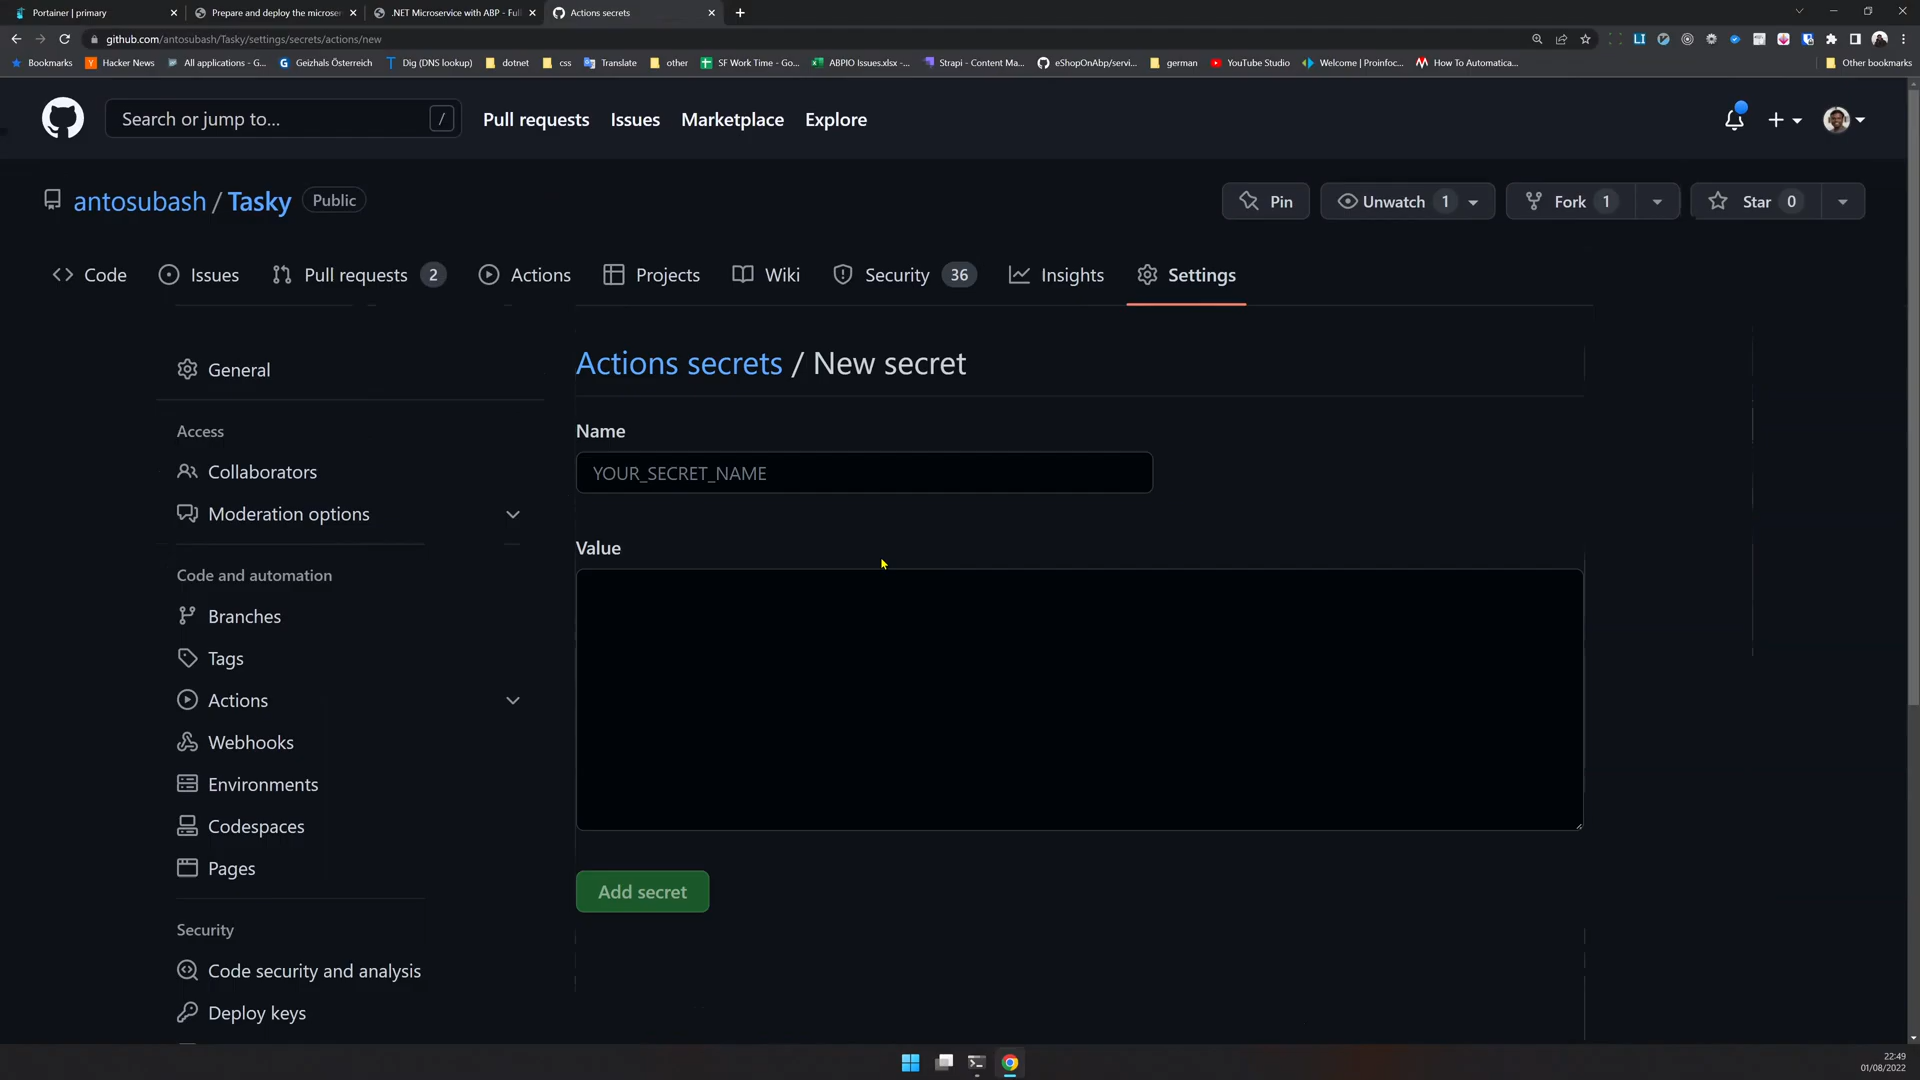 Portainer | primary
Prepare and deploy the microser
.NET Microservice with ABP - Ful
Actions secrets
github.com/antosubash/Tasky/settings/secrets/actions/new
Bookmarks
Hacker News
All applications - G...
Geizhals Österreich
Dig (DNS lookup)
dotnet
css
Translate
other
SF Work Time - Go...
ABPIO Issues.xlsx -...
Strapi - Content Ma...
eShopOnAbp/servi...
german
YouTube Studio
Welcome | Proinfoc...
How To Automatica...
Other bookmarks
Search or jump to...
/
Pull requests
Issues
Marketplace
Explore
antosubash / Tasky
Public
Pin
Unwatch 1
Fork 1
Star 0
Code
Issues
Pull requests 2
Actions
Projects
Wiki
Security 36
Insights
Settings
General
Access
Collaborators
Moderation options
Code and automation
Branches
Tags
Actions
Webhooks
Environments
Codespaces
Pages
Security
Code security and analysis
Deploy keys
Actions secrets / New secret
Name
YOUR_SECRET_NAME
Value
Add secret
22:49
01/08/2022